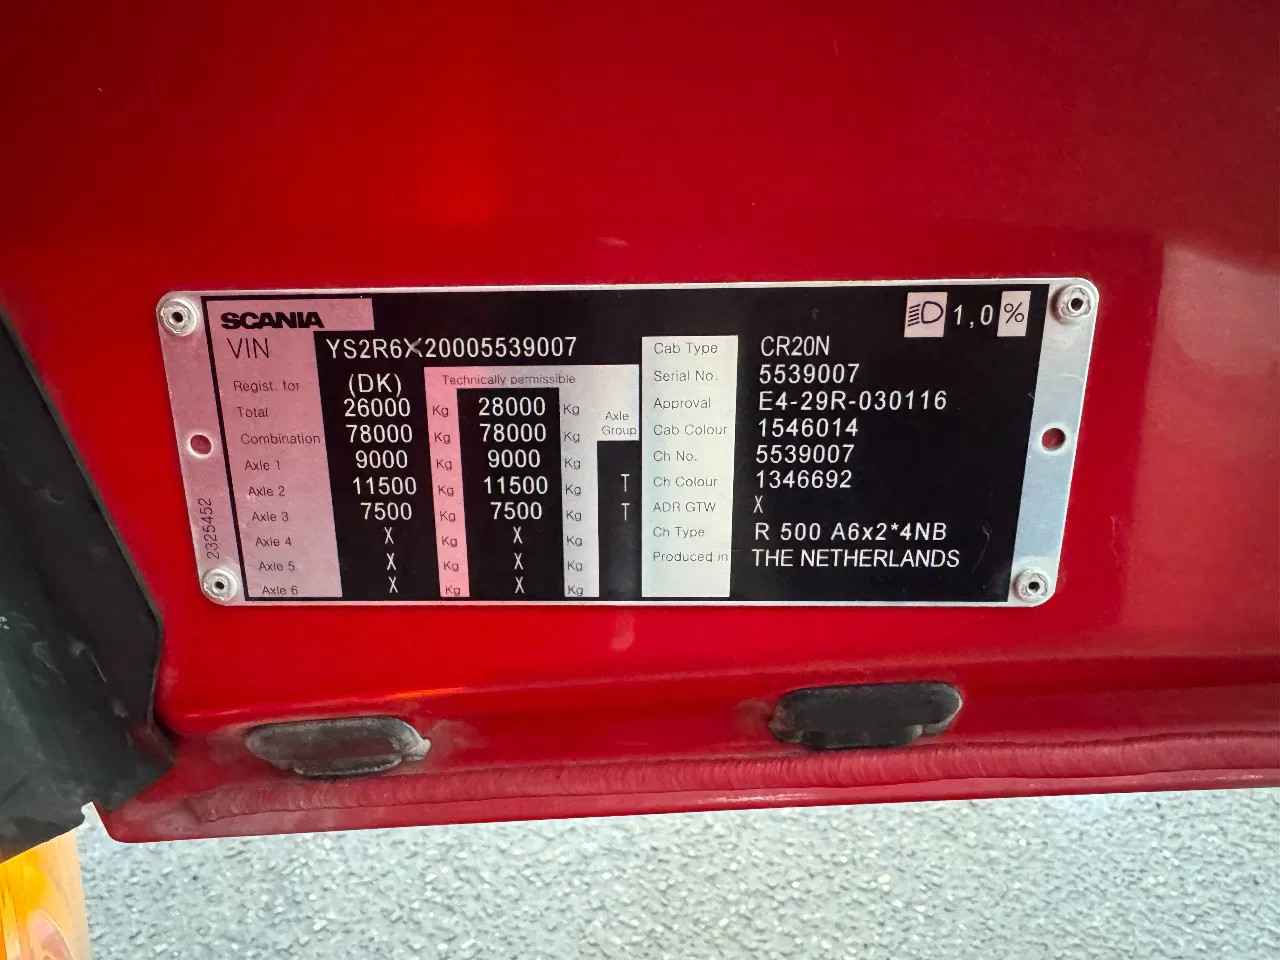 SCANIA
1,0 %
VIN YS2R6X20005539007
Regist. for (DK) Technically permissible
Total 26000 Kg 28000 Kg Axle Group
Combination 78000 Kg 78000 Kg
Axle 1 9000 Kg 9000 Kg
Axle 2 11500 Kg 11500 Kg T
Axle 3 7500 Kg 7500 Kg T
Axle 4 X X Kg
Axle 5 X Kg X Kg
Axle 6 X Kg X Kg
Cab Type CR20N
Serial No. 5539007
Approval E4-29R-030116
Cab Colour 1546014
Ch No. 5539007
Ch Colour 1346692
ADR GTW X
Ch Type R 500 A6x2*4NB
Produced in THE NETHERLANDS
2325452